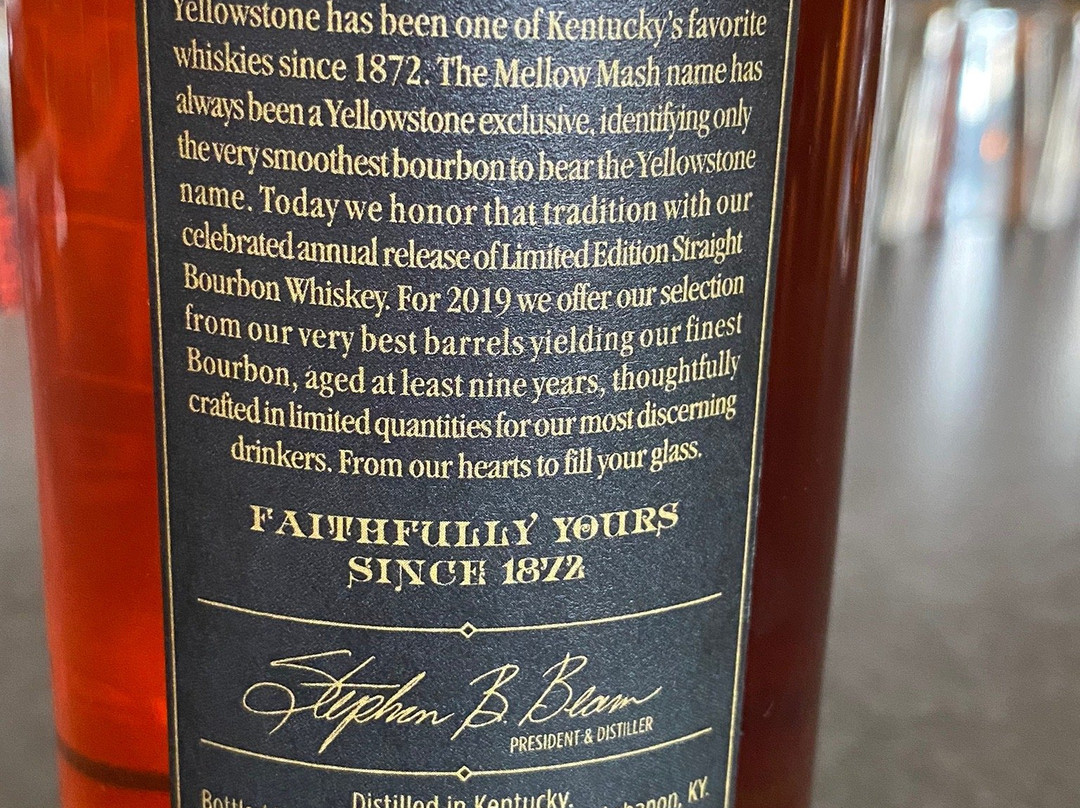 Yellowstone has been one of Kentucky's favorite
whiskies since 1872. The Mellow Mash name has
always been a Yellowstone exclusive, identifying only
the very smoothest bourbon to bear the Yellowstone
name. Today we honor that tradition with our
celebrated annual release of Limited Edition Straight
Bourbon Whiskey. For 2019 we offer our selection
from our very best barrels yielding our finest
Bourbon, aged at least nine years, thoughtfully
crafted in limited quantities for our most discerning
drinkers. From our hearts to fill your glass.
FAITHFULLY YOURS
SINCE 1872
Stephen B. Beam
PRESIDENT & DISTILLER
Distilled in Kentucky.
KY.